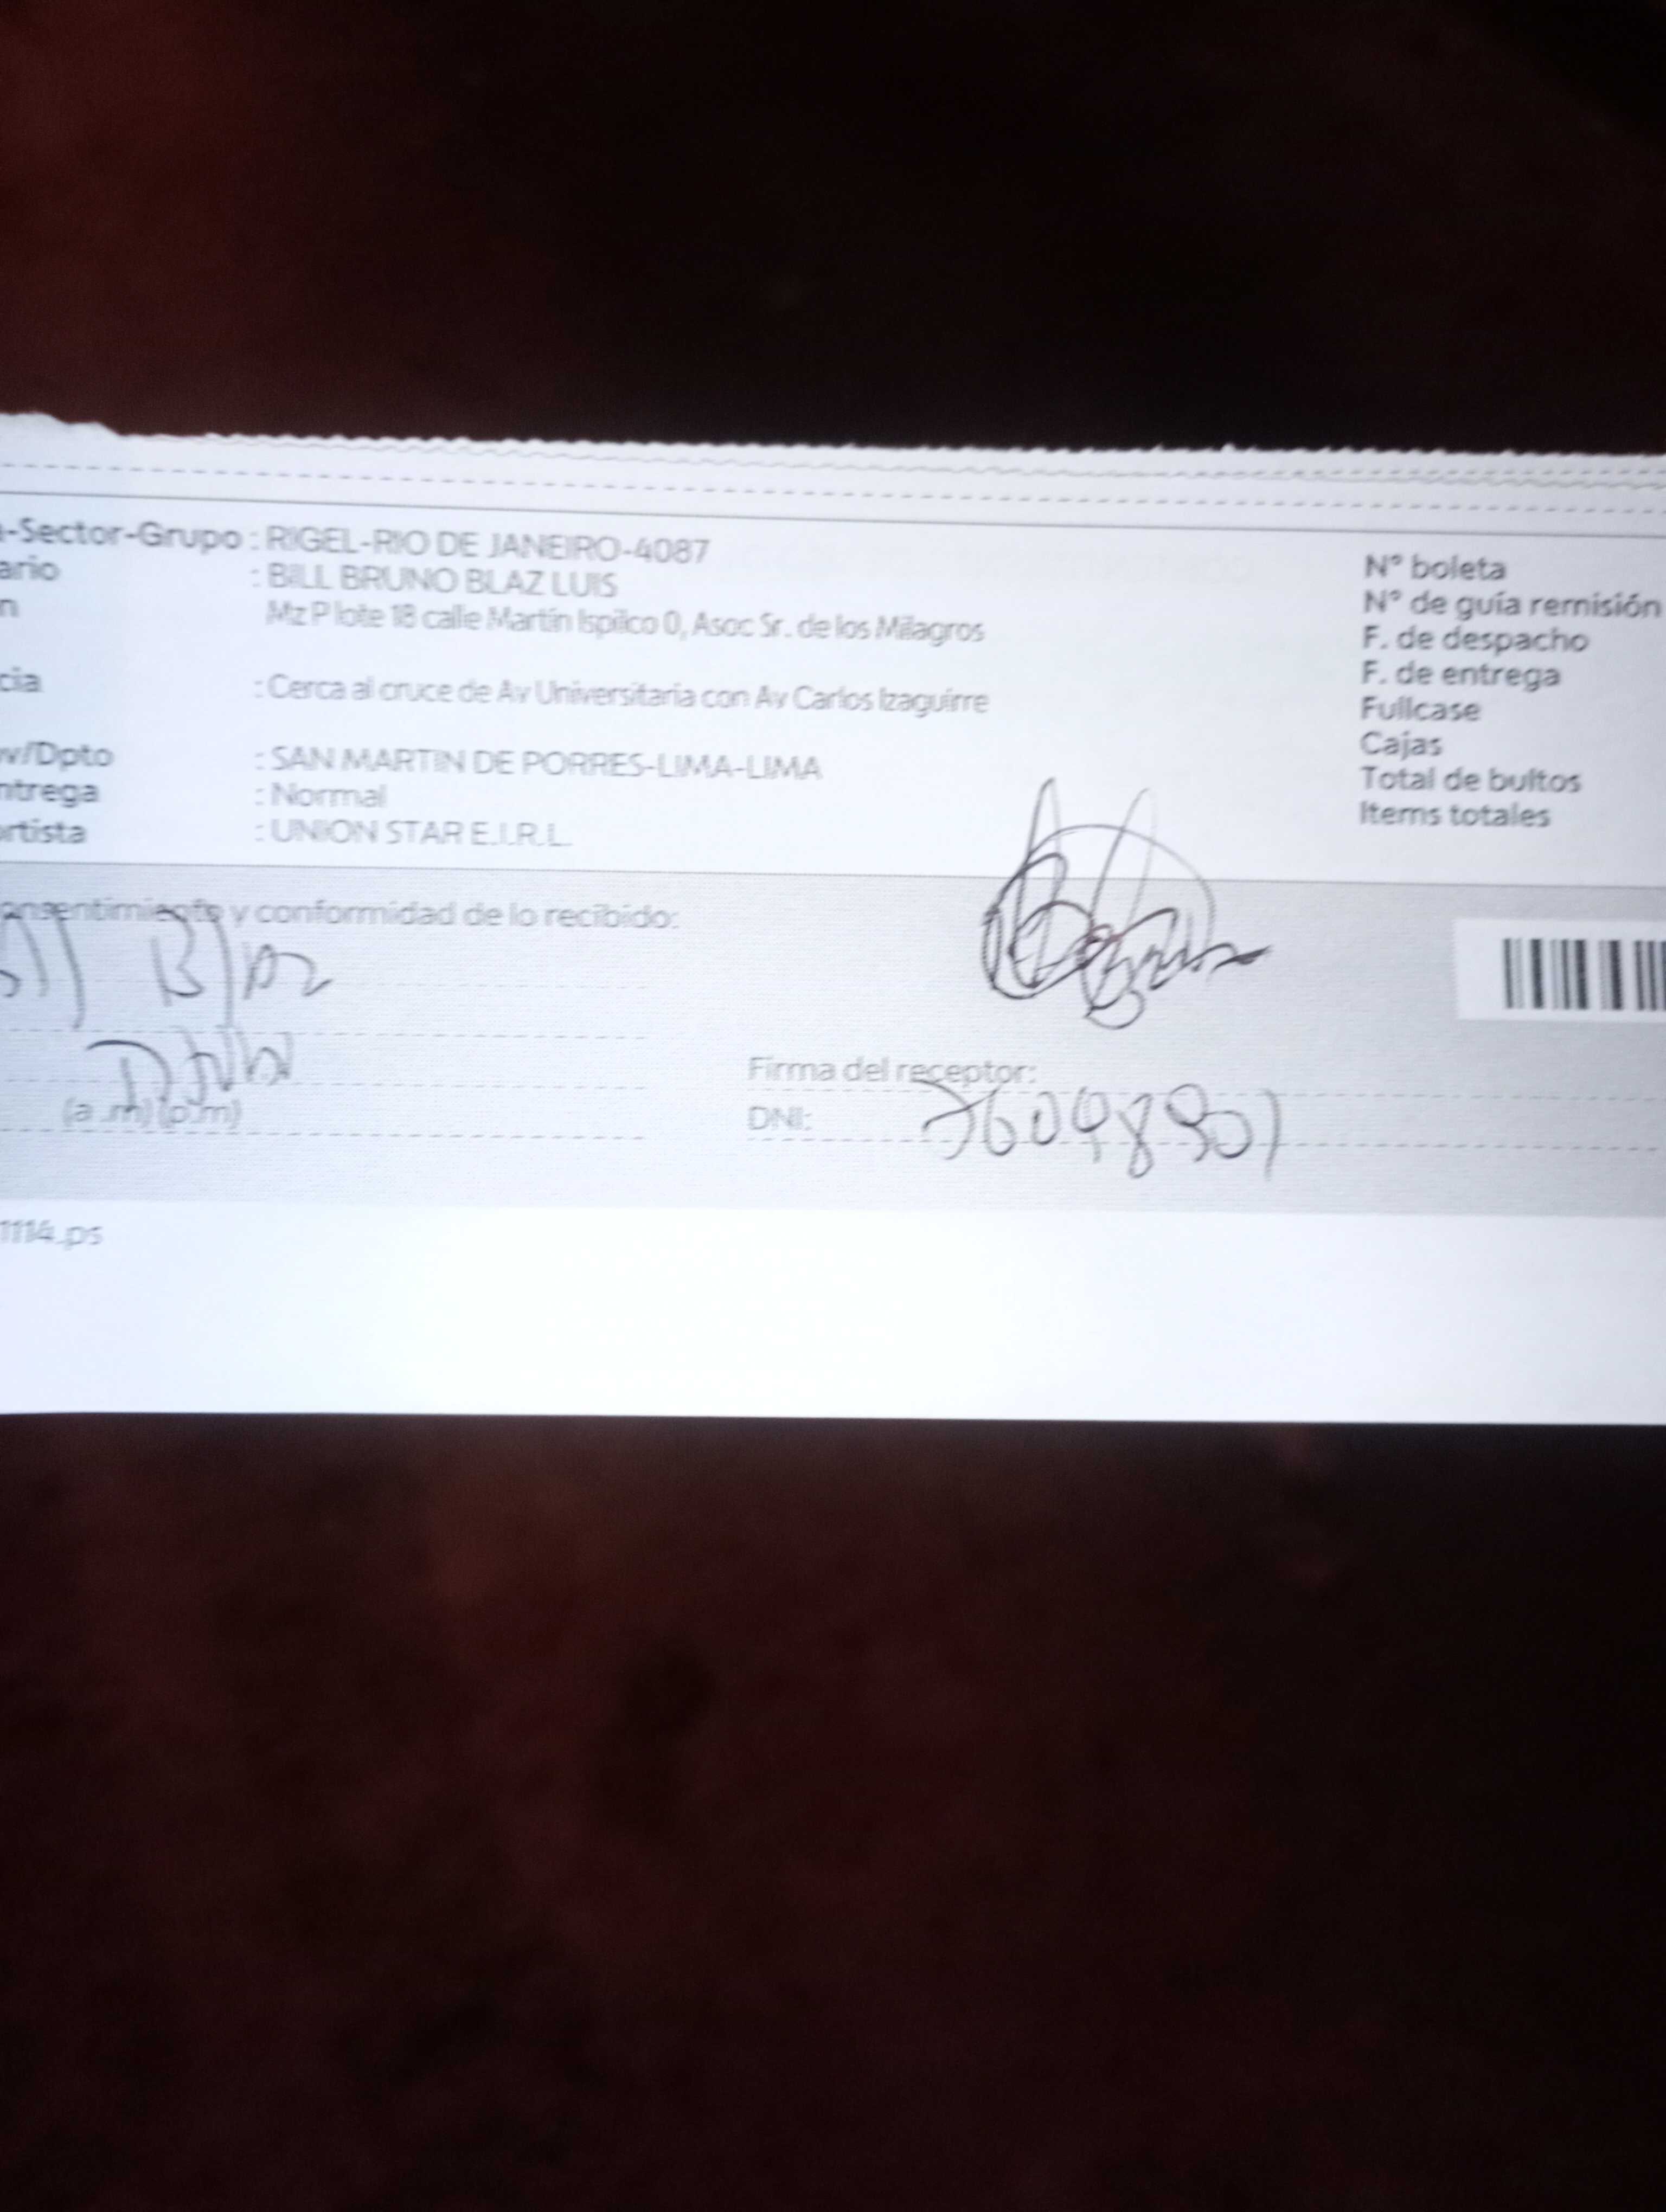 -Sector-Grupo : RIGEL-RIO DE JANEIRO-4087
ario : BILL BRUNO BLAZ LUIS
n Mz P lote 18 calle Martín Ispilco 0, Asoc Sr. de los Milagros
cia : Cerca al cruce de Av Universitaria con Av Carlos Izaguirre
v/Dpto : SAN MARTIN DE PORRES-LIMA-LIMA
ntrega : Normal
rtista : UNION STAR E.I.R.L.
N° boleta
N° de guía remisión
F. de despacho
F. de entrega
Fullcase
Cajas
Total de bultos
Items totales
onsentimiento y conformidad de lo recibido:
Blaz
(a.m) (p.m)
Firma del receptor:
DNI: 76098901
1114.ps